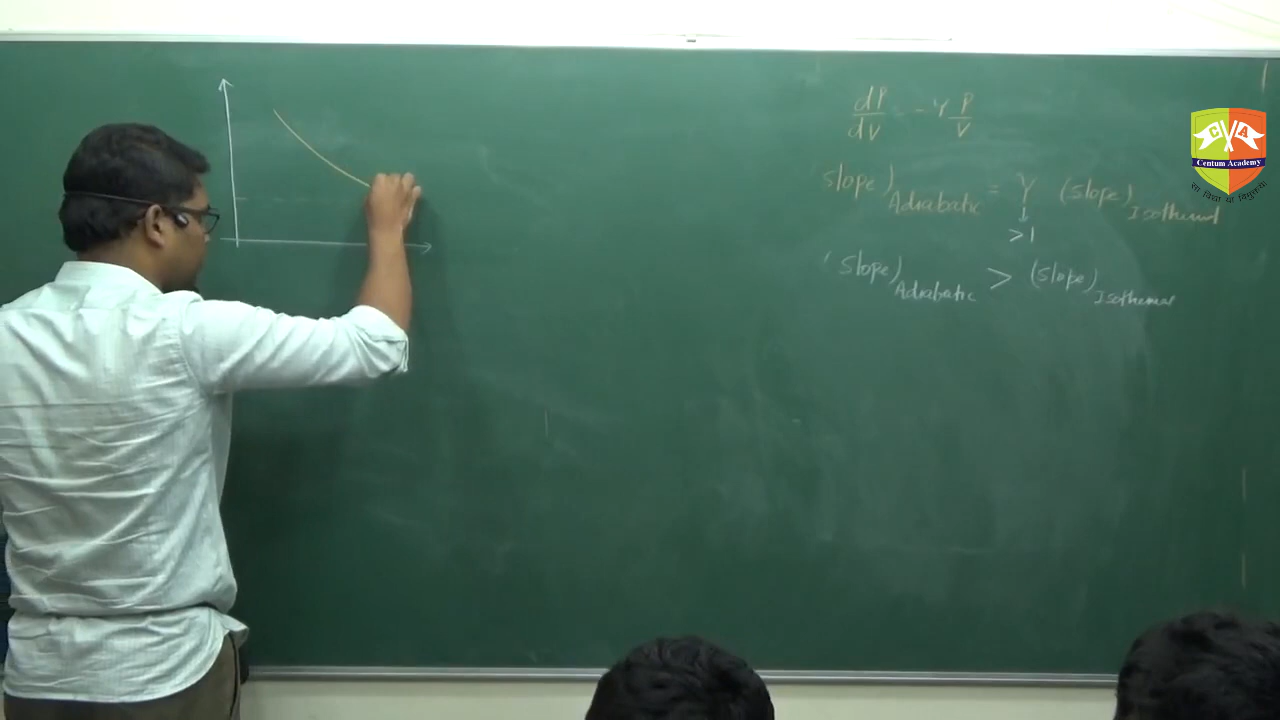 dP/dV - γ P/V
slope)Adiabatic = γ (slope)Isothermal
>1
(slope)Adiabatic > (slope)Isothermal
C A
Centum Academy